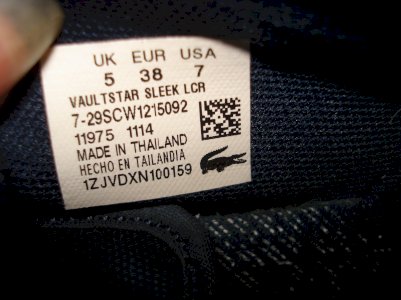 UK EUR USA
5 38 7
VAULTSTAR SLEEK LCR
7-29SCW1215092
11975 1114
MADE IN THAILAND
HECHO EN TAILANDIA
1ZJVDXN100159